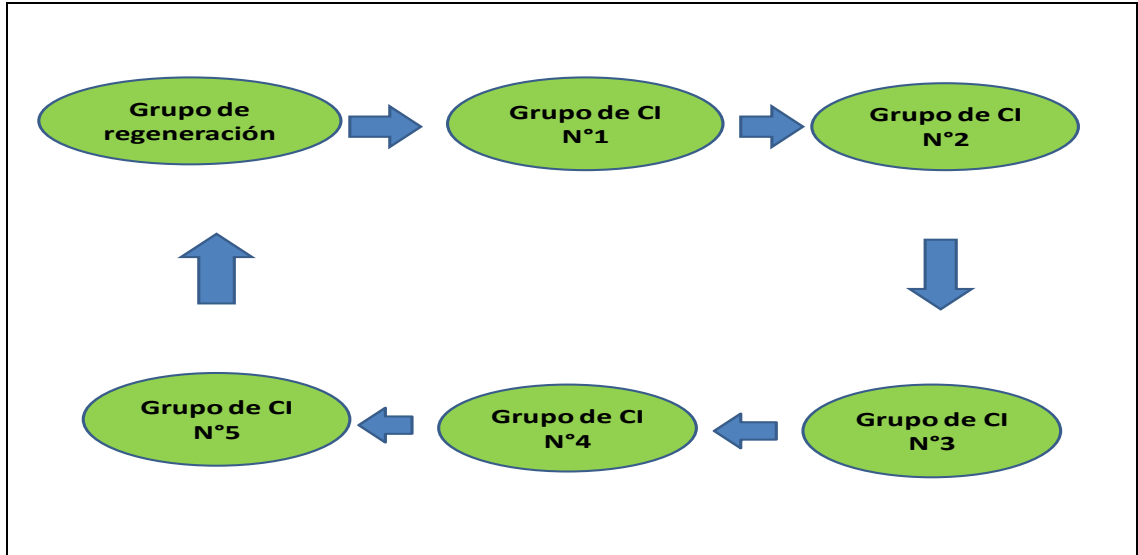 Grupo de
regeneración
Grupo de CI
N°1
Grupo de CI
N°2
Grupo de CI
N°3
Grupo de CI
N°4
Grupo de CI
N°5